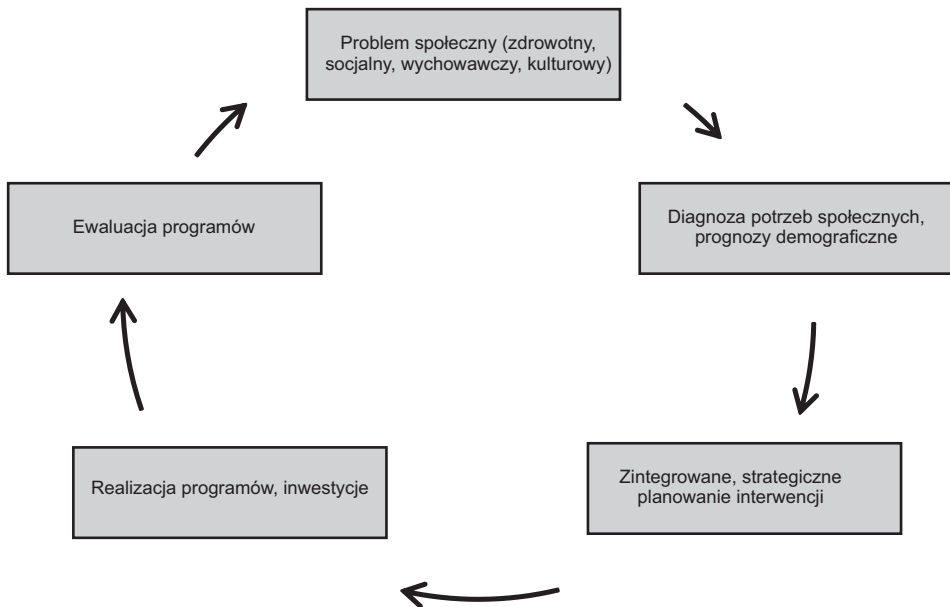 Problem społeczny (zdrowotny,
socjalny, wychowawczy, kulturowy)
Diagnoza potrzeb społecznych,
prognozy demograficzne
Zintegrowane, strategiczne
planowanie interwencji
Realizacja programów, inwestycje
Ewaluacja programów